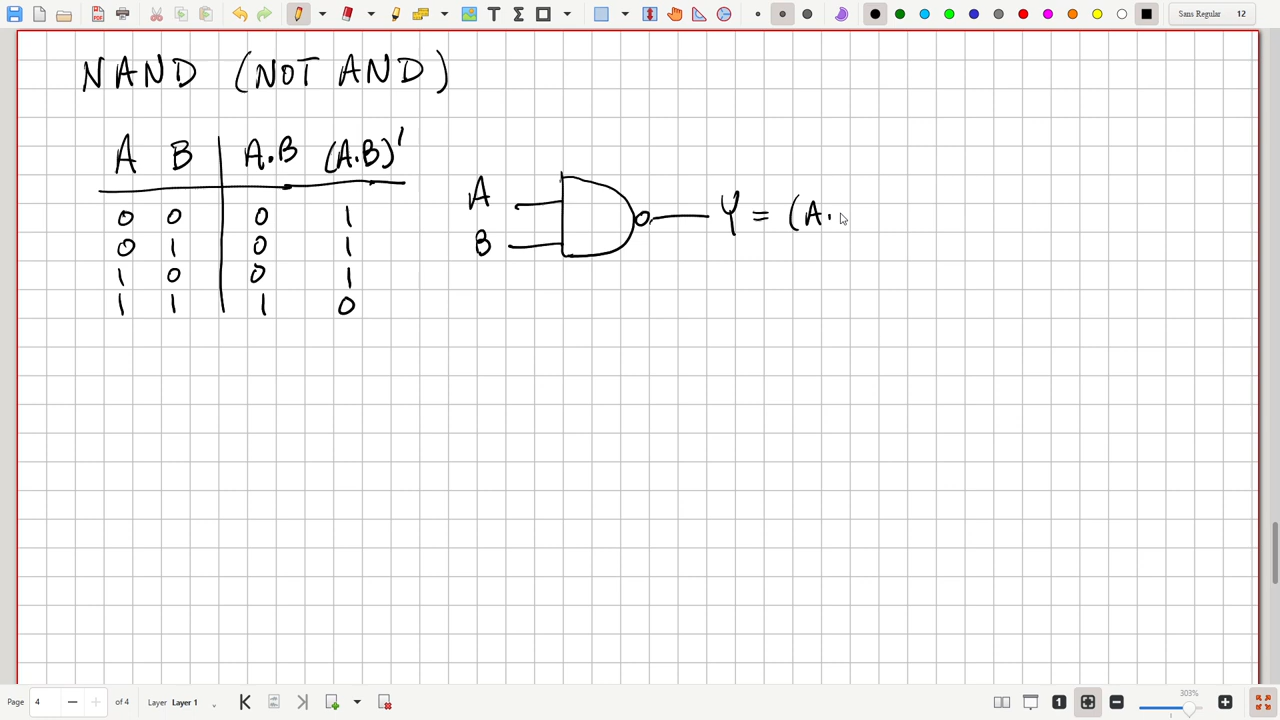 Sans Regular 12
NAND (NOT AND)
A B A.B (A.B)'
0 0 0 1
0 1 0 1
1 0 0 1
1 1 1 0
A
B
Y = (A.
Page 4 of 4 Layer Layer 1
303%